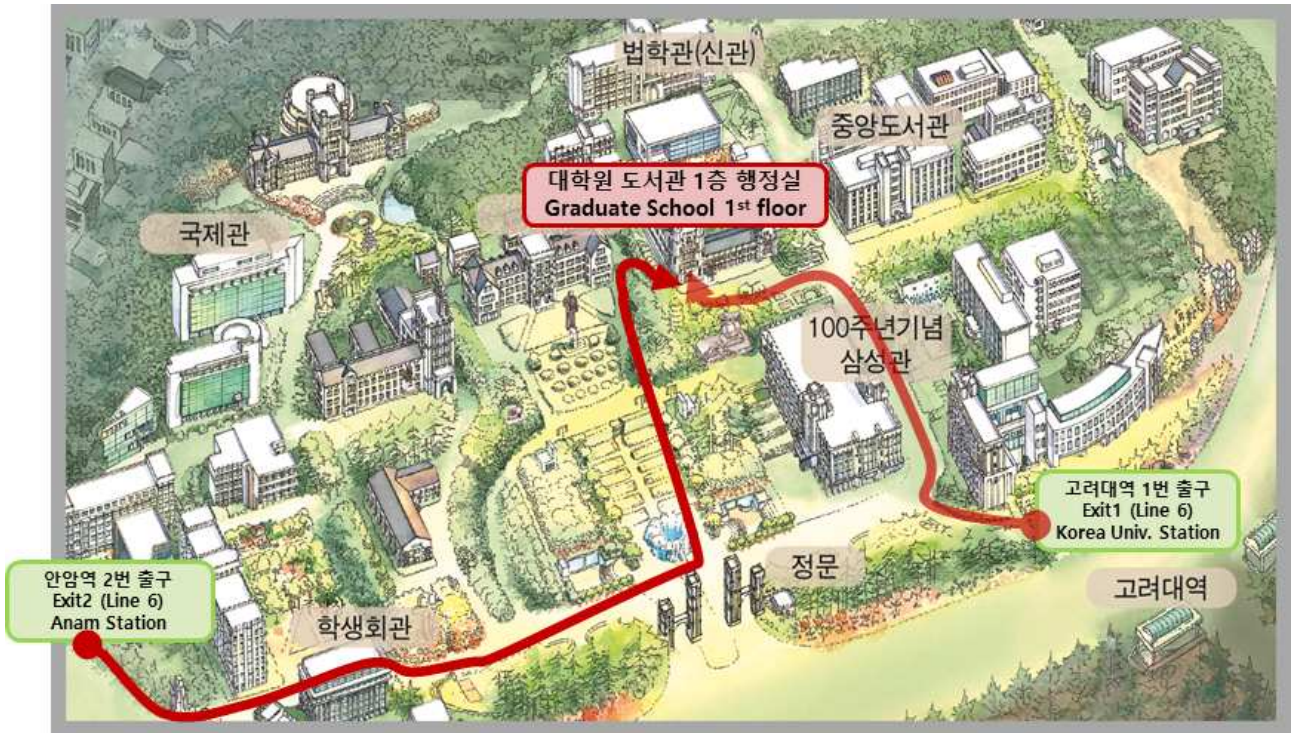 법학관(신관)
중앙도서관
대학원 도서관 1층 행정실
Graduate School 1st floor
국제관
100주년기념
삼성관
고려대역 1번 출구
Exit1 (Line 6)
Korea Univ. Station
안암역 2번 출구
Exit2 (Line 6)
Anam Station
정문
고려대역
학생회관